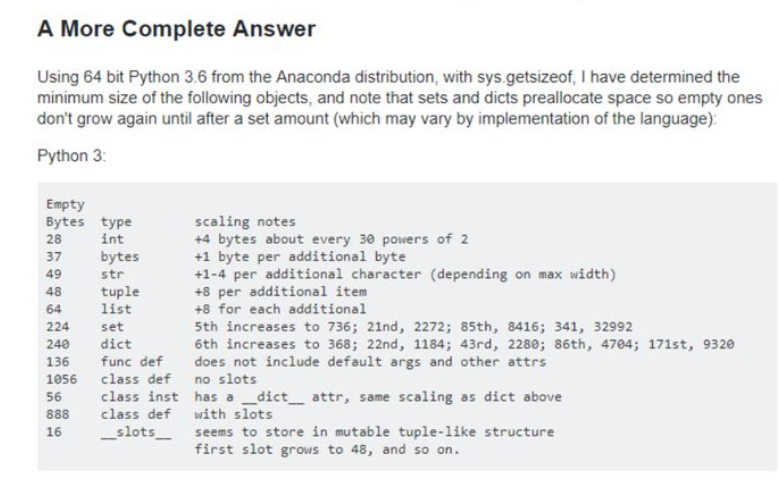 A More Complete Answer
Using 64 bit Python 3.6 from the Anaconda distribution, with sys.getsizeof, I have determined the
minimum size of the following objects, and note that sets and dicts preallocate space so empty ones
don't grow again until after a set amount (which may vary by implementation of the language):
Python 3:
Empty
Bytes  type        scaling notes
28     int         +4 bytes about every 30 powers of 2
37     bytes       +1 byte per additional byte
49     str         +1-4 per additional character (depending on max width)
48     tuple       +8 per additional item
64     list        +8 for each additional
224    set         5th increases to 736; 21nd, 2272; 85th, 8416; 341, 32992
240    dict        6th increases to 368; 22nd, 1184; 43rd, 2280; 86th, 4704; 171st, 9320
136    func def    does not include default args and other attrs
1056   class def   no slots
56     class inst  has a __dict__ attr, same scaling as dict above
888    class def   with slots
16     __slots__   seems to store in mutable tuple-like structure
                   first slot grows to 48, and so on.